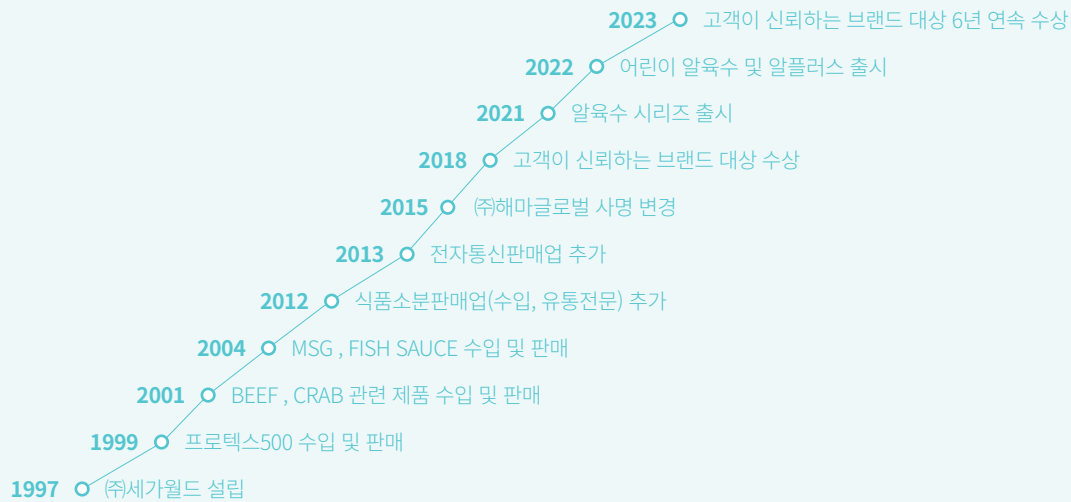 2023 고객이 신뢰하는 브랜드 대상 6년 연속 수상
2022 어린이 알육수 및 알플러스 출시
2021 알육수 시리즈 출시
2018 고객이 신뢰하는 브랜드 대상 수상
2015 ㈜해마글로벌 사명 변경
2013 전자통신판매업 추가
2012 식품소분판매업(수입, 유통전문) 추가
2004 MSG , FISH SAUCE 수입 및 판매
2001 BEEF , CRAB 관련 제품 수입 및 판매
1999 프로텍스500 수입 및 판매
1997 ㈜세가월드 설립